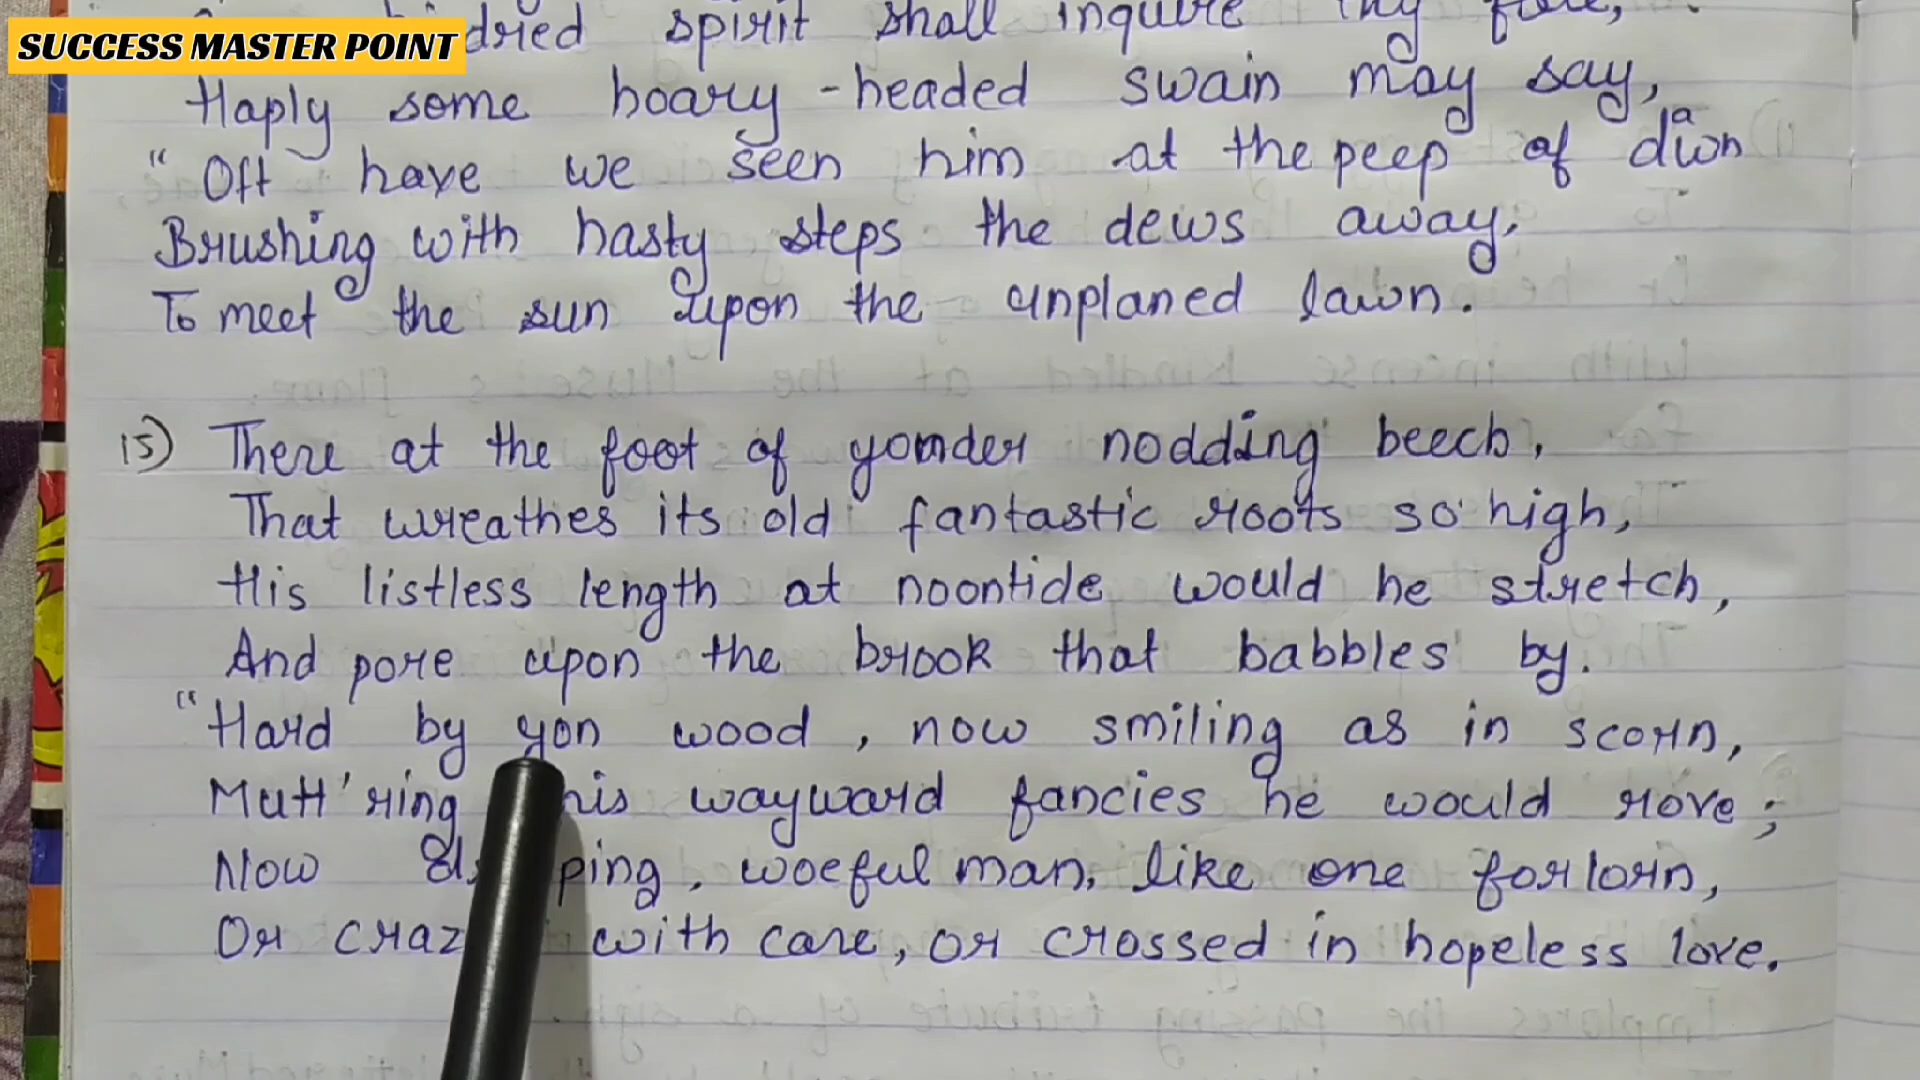 SUCCESS MASTER POINT
dried spirit shall inquire thy fate,
Haply some hoary-headed swain may say,
“Oft have we seen him at the peep of dawn
Brushing with hasty steps the dews away,
To meet the sun upon the unplaned lawn.
15) There at the foot of yonder nodding beech,
That wreathes its old fantastic roots so high,
His listless length at noontide would he stretch,
And pore upon the brook that babbles by.
“Hard by yon wood, now smiling as in scorn,
Mutt'ring his wayward fancies he would rove;
Now ping, woeful man, like one forlorn,
Or craz with care, or crossed in hopeless love.